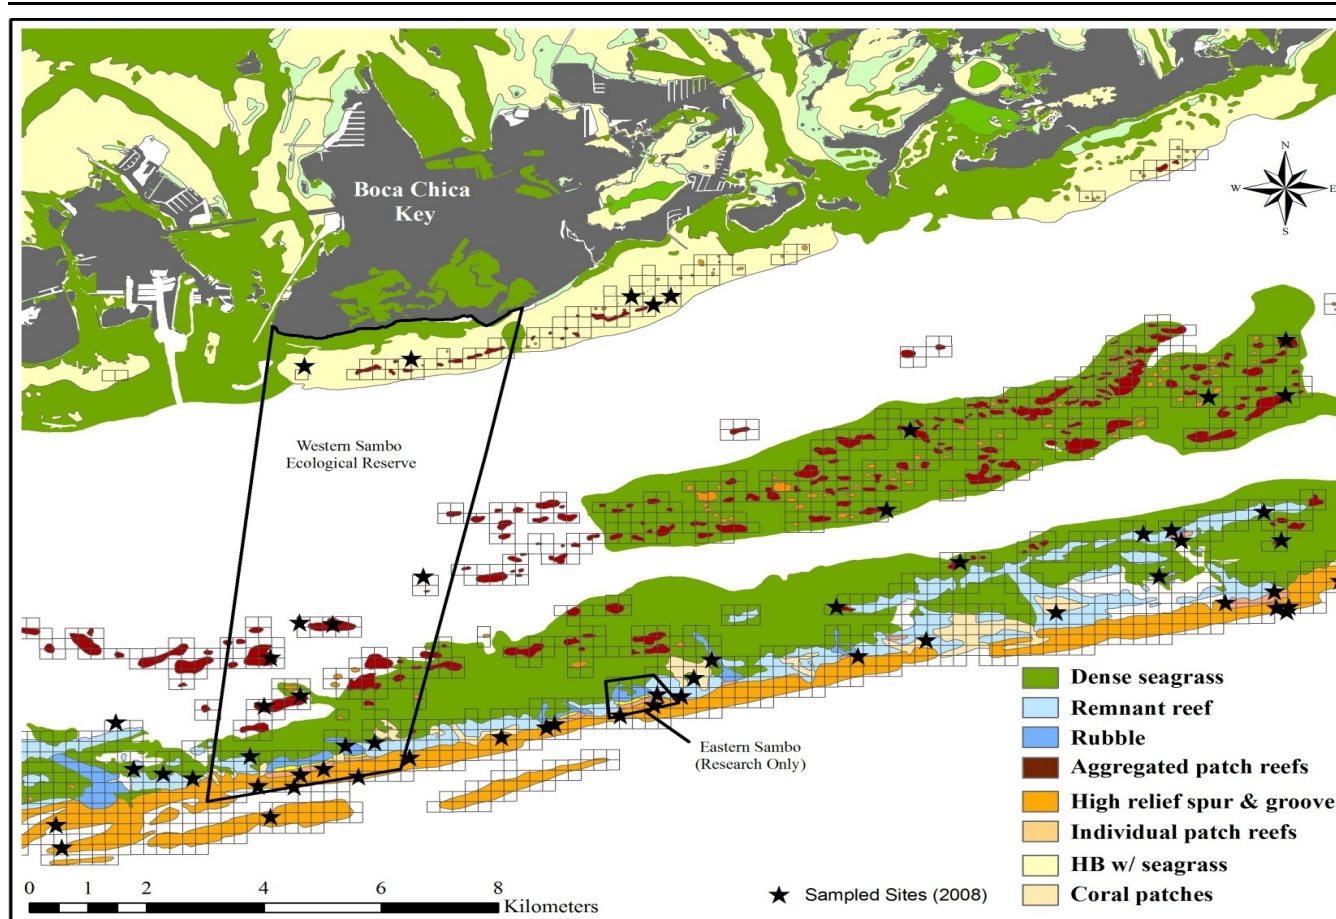 Boca Chica
Key
N
W E
S
Western Sambo
Ecological Reserve
Eastern Sambo
(Research Only)
Dense seagrass
Remnant reef
Rubble
Aggregated patch reefs
High relief spur & groove
Individual patch reefs
HB w/ seagrass
Coral patches
0 1 2 4 6 8
Kilometers
Sampled Sites (2008)